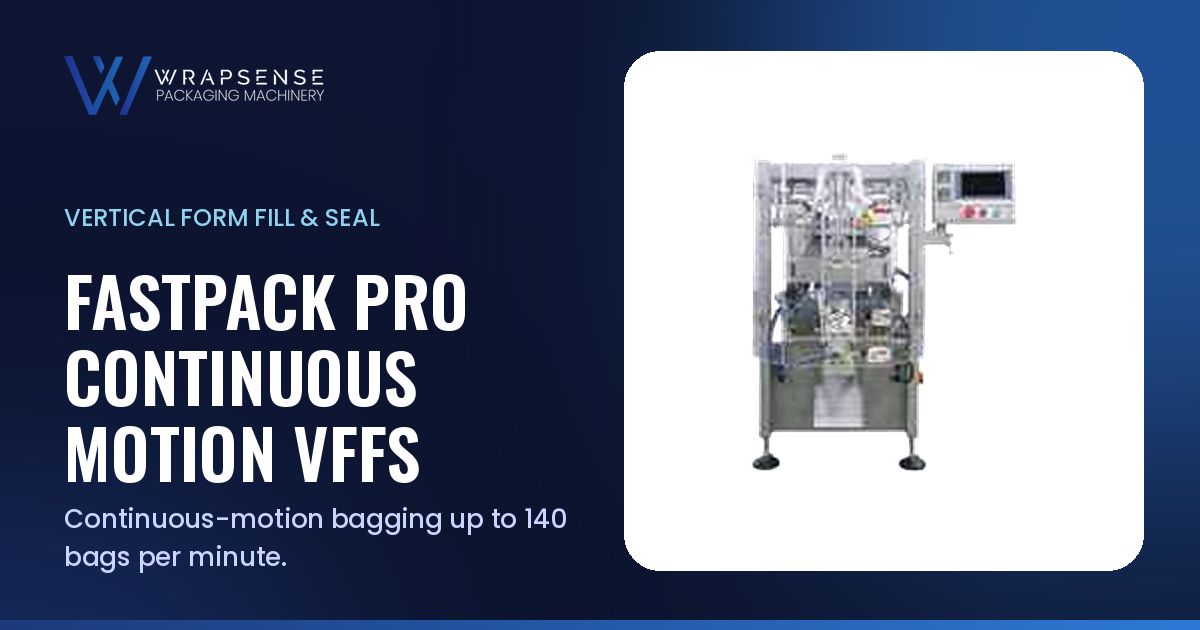 WRAPSENSE
PACKAGING MACHINERY
VERTICAL FORM FILL & SEAL
FASTPACK PRO
CONTINUOUS
MOTION VFFS
Continuous-motion bagging up to 140
bags per minute.